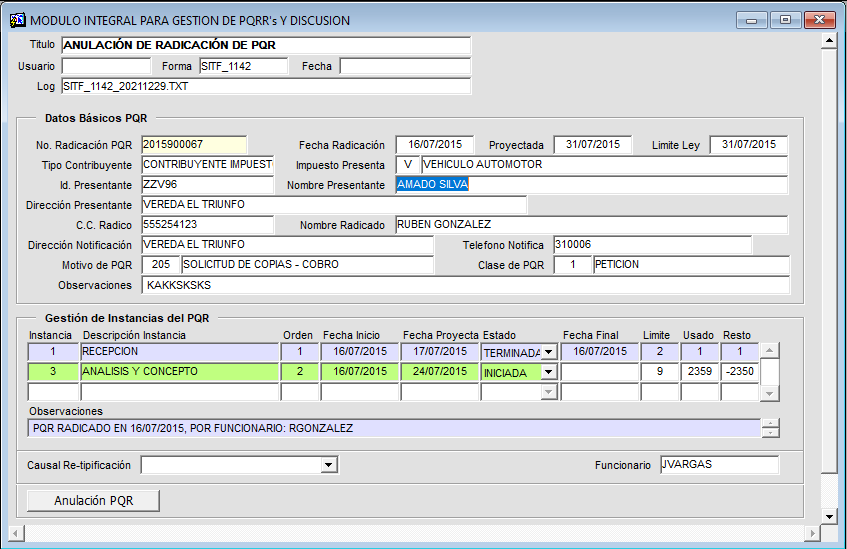 MODULO INTEGRAL PARA GESTION DE PQRR's Y DISCUSION
Titulo ANULACIÓN DE RADICACIÓN DE PQR
Usuario Forma SITF_1142 Fecha
Log SITF_1142_20211229.TXT
Datos Básicos PQR
No. Radicación PQR 2015900067 Fecha Radicación 16/07/2015 Proyectada 31/07/2015 Limite Ley 31/07/2015
Tipo Contribuyente CONTRIBUYENTE IMPUEST Impuesto Presenta V VEHICULO AUTOMOTOR
Id. Presentante ZZV96 Nombre Presentante AMADO SILVA
Dirección Presentante VEREDA EL TRIUNFO
C.C. Radico 555254123 Nombre Radicado RUBEN GONZALEZ
Dirección Notificación VEREDA EL TRIUNFO Telefono Notifica 310006
Motivo de PQR 205 SOLICITUD DE COPIAS - COBRO Clase de PQR 1 PETICION
Observaciones KAKKSKSKS
Gestión de Instancias del PQR
Instancia Descripción Instancia Orden Fecha Inicio Fecha Proyecta Estado Fecha Final Limite Usado Resto
1 RECEPCION 1 16/07/2015 17/07/2015 TERMINADA 16/07/2015 2 1 1
3 ANALISIS Y CONCEPTO 2 16/07/2015 24/07/2015 INICIADA 9 2359 -2350
Observaciones
PQR RADICADO EN 16/07/2015, POR FUNCIONARIO: RGONZALEZ
Causal Re-tipificación Funcionario JVARGAS
Anulación PQR